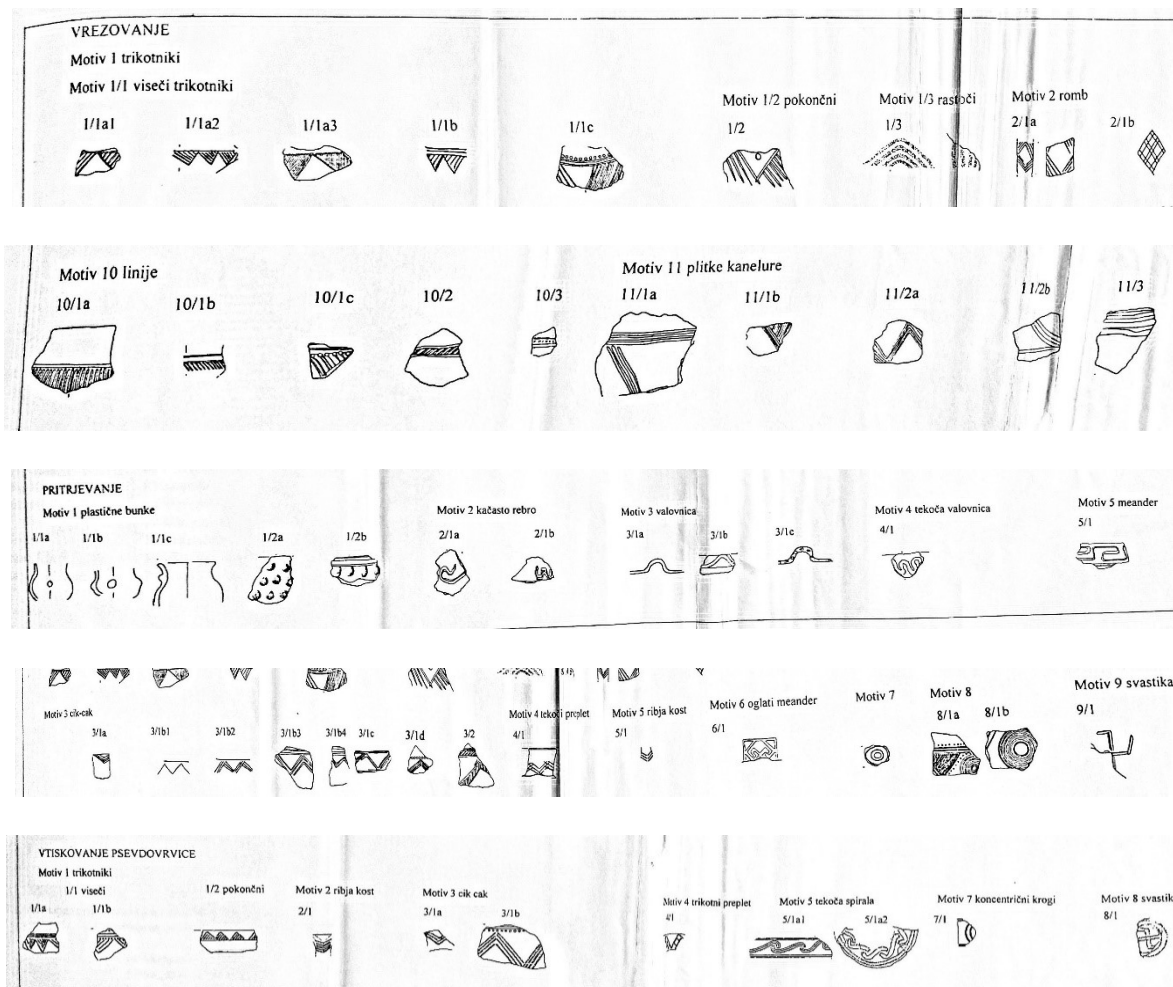 VREZOVANJE
Motiv 1 trikotniki
Motiv 1/1 viseči trikotniki
Motiv 1/2 pokončni Motiv 1/3 rastoči Motiv 2 romb
1/1a1 1/1a2 1/1a3 1/1b 1/1c 1/2 1/3 2/1a 2/1b
Motiv 10 linije Motiv 11 plitke kanelure
10/1a 10/1b 10/1c 10/2 10/3 11/1a 11/1b 11/2a 11/2b 11/3
PRITRJEVANJE
Motiv 1 plastične bunke Motiv 2 kačasto rebro Motiv 3 valovnica Motiv 4 tekoča valovnica Motiv 5 meander
1/1a 1/1b 1/1c 1/2a 1/2b 2/1a 2/1b 3/1a 3/1b 3/1c 4/1 5/1
Motiv 3 cik-cak Motiv 4 tekoči preplet Motiv 5 ribja kost Motiv 6 oglati meander Motiv 7 Motiv 8 Motiv 9 svastika
3/1a 3/1b1 3/1b2 3/1b3 3/1b4 3/1c 3/1d 3/2 4/1 5/1 6/1 8/1a 8/1b 9/1
VTISKOVANJE PSEVDOVRVICE
Motiv 1 trikotniki
1/1 viseči 1/2 pokončni Motiv 2 ribja kost Motiv 3 cik cak Motiv 4 trikotni preplet Motiv 5 tekoča spirala Motiv 7 koncentrični krogi Motiv 8 svastik
1/1a 1/1b 2/1 3/1a 3/1b 4/1 5/1a1 5/1a2 7/1 8/1